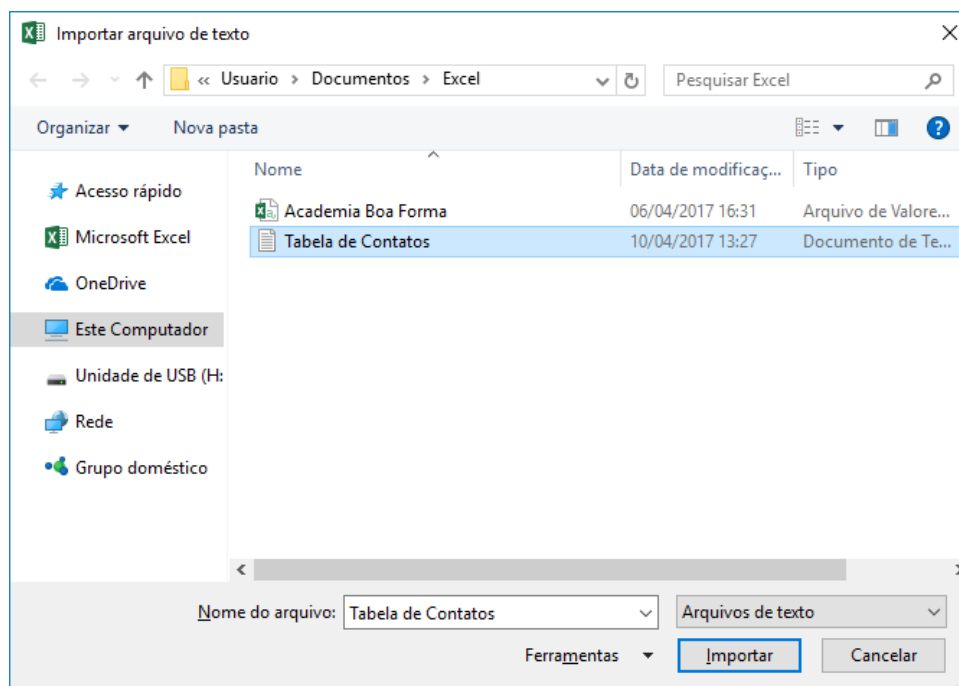 Importar arquivo de texto
« Usuario > Documentos > Excel
Pesquisar Excel
Organizar
Nova pasta
?
Nome
Data de modificaç...
Tipo
Acesso rápido
Microsoft Excel
OneDrive
Este Computador
Unidade de USB (H:
Rede
Grupo doméstico
Academia Boa Forma 06/04/2017 16:31 Arquivo de Valore...
Tabela de Contatos 10/04/2017 13:27 Documento de Te...
Nome do arquivo: Tabela de Contatos
Arquivos de texto
Ferramentas
Importar
Cancelar